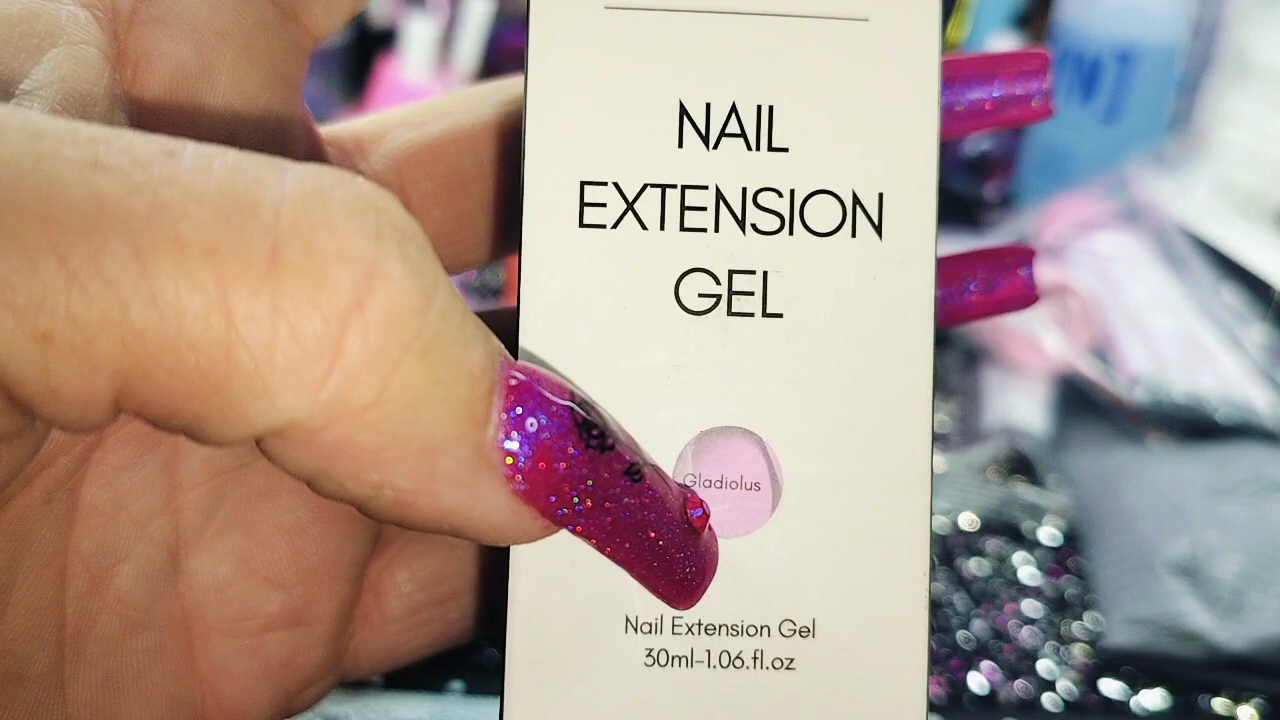 NAIL
EXTENSION
GEL
Gladiolus
Nail Extension Gel
30ml-1.06.fl.oz